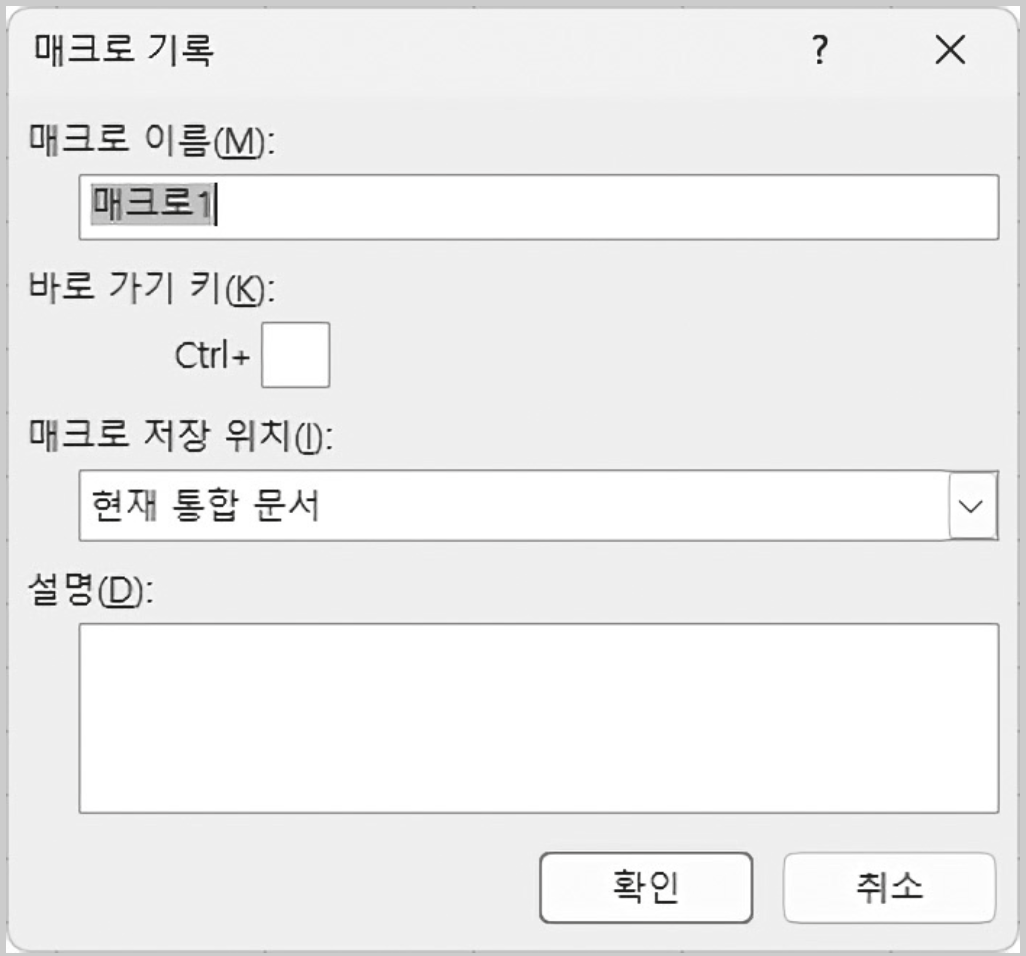 매크로 기록
?
매크로 이름(M):
매크로1
바로 가기 키(K):
Ctrl+
매크로 저장 위치(I):
현재 통합 문서
설명(D):
확인 취소